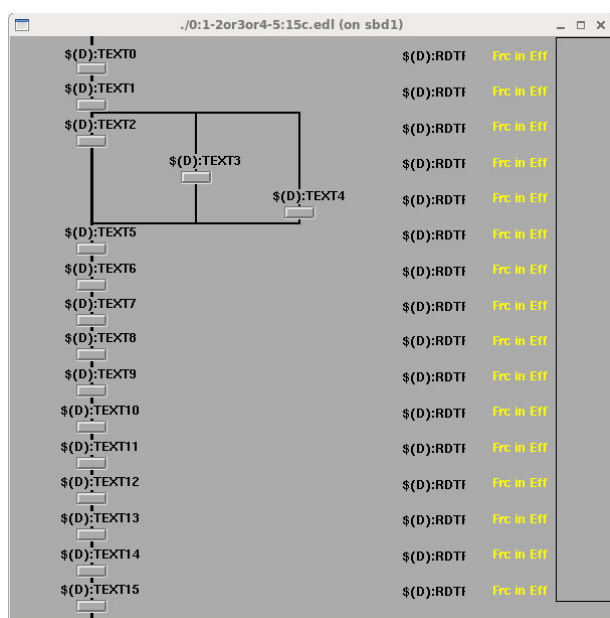 ./0:1-2or3or4-5:15c.edl (on sbd1)
$(D):TEXT0 $(D):RDTF Frc in Eff
$(D):TEXT1 $(D):RDTF Frc in Eff
$(D):TEXT2 $(D):RDTF Frc in Eff
$(D):TEXT3 $(D):RDTF Frc in Eff
$(D):TEXT4 $(D):RDTF Frc in Eff
$(D):TEXT5 $(D):RDTF Frc in Eff
$(D):TEXT6 $(D):RDTF Frc in Eff
$(D):TEXT7 $(D):RDTF Frc in Eff
$(D):TEXT8 $(D):RDTF Frc in Eff
$(D):TEXT9 $(D):RDTF Frc in Eff
$(D):TEXT10 $(D):RDTF Frc in Eff
$(D):TEXT11 $(D):RDTF Frc in Eff
$(D):TEXT12 $(D):RDTF Frc in Eff
$(D):TEXT13 $(D):RDTF Frc in Eff
$(D):TEXT14 $(D):RDTF Frc in Eff
$(D):TEXT15 $(D):RDTF Frc in Eff